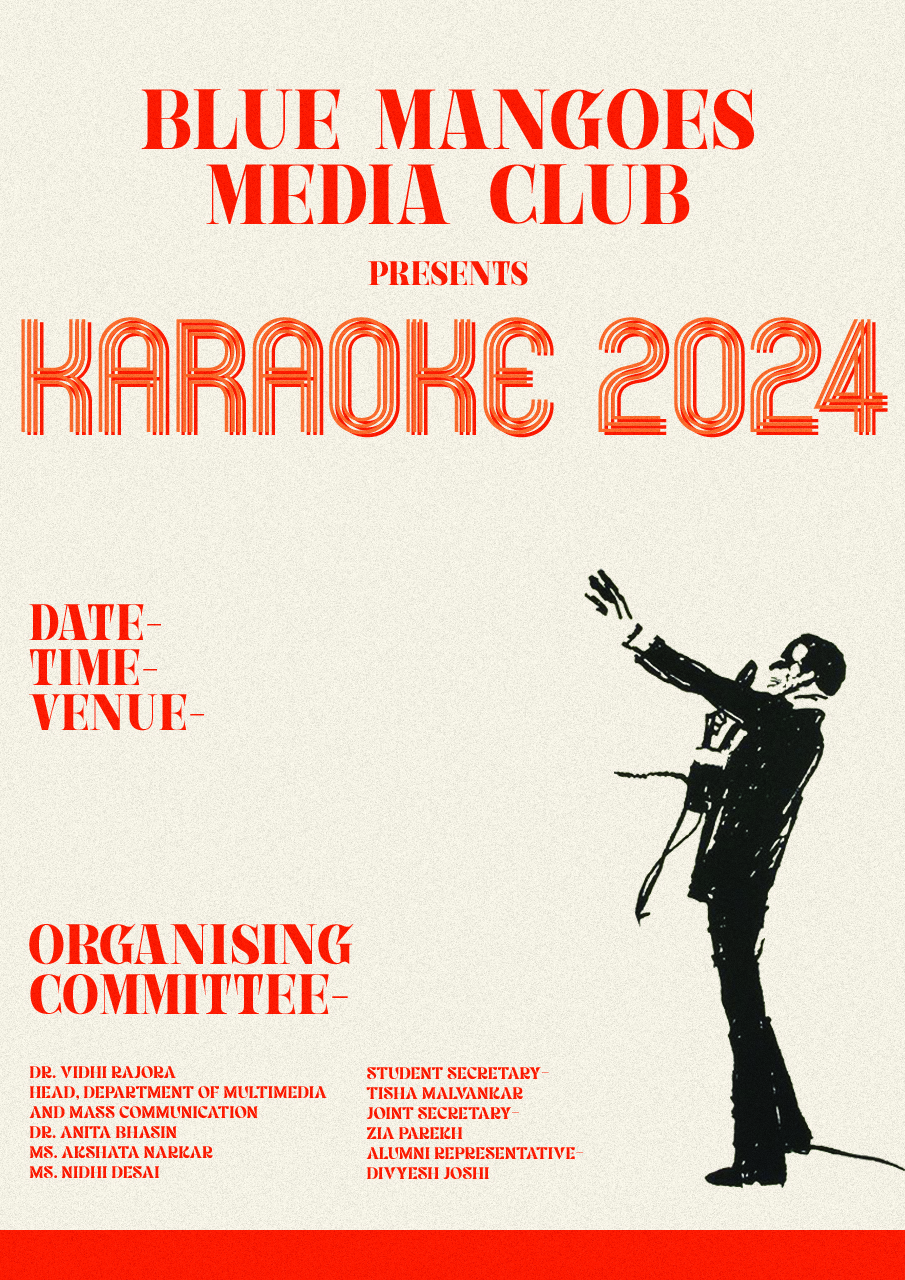 BLUE MANGOES
MEDIA CLUB
PRESENTS
KARAOKE 2024
DATE-
TIME-
VENUE-
ORGANISING
COMMITTEE-
DR. VIDHI RAJORA
HEAD, DEPARTMENT OF MULTIMEDIA
AND MASS COMMUNICATION
DR. ANITA BHASIN
MS. AKSHATA NARKAR
MS. NIDHI DESAI
STUDENT SECRETARY-
TISHA MALVANKAR
JOINT SECRETARY-
ZIA PAREKH
ALUMNI REPRESENTATIVE-
DIVYESH JOSHI